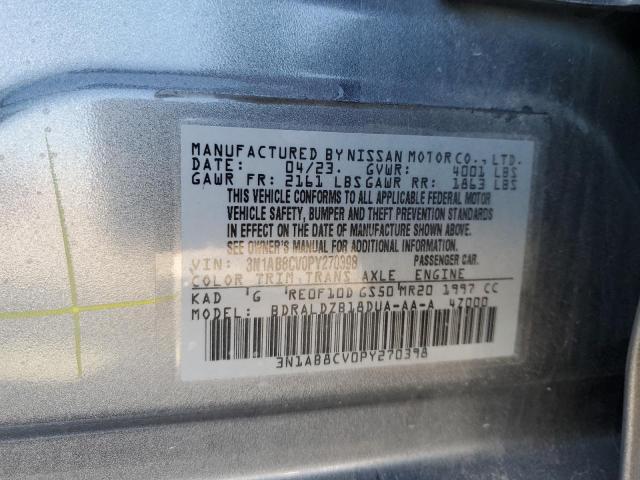 MANUFACTURED BY NISSAN MOTOR CO., LTD.
DATE: 04/23. GVWR: 4001 LBS
GAWR FR: 2161 LBS GAWR RR: 1863 LBS
THIS VEHICLE CONFORMS TO ALL APPLICABLE FEDERAL MOTOR
VEHICLE SAFETY, BUMPER AND THEFT PREVENTION STANDARDS
IN EFFECT ON THE DATE OF MANUFACTURE SHOWN ABOVE.
SEE OWNER'S MANUAL FOR ADDITIONAL INFORMATION.
VIN: 3N1AB8CV0PY270398 PASSENGER CAR.
COLOR TRIM, TRANS AXLE ENGINE
KAD 'G 'RE0F10D GS50 MR20 1997 CC
MODEL: BDRALDZB18DUA-AA-A 47000
3N1AB8CV0PY270398